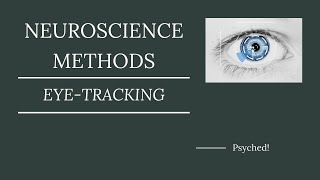 NEUROSCIENCE
METHODS
EYE-TRACKING
Psyched!